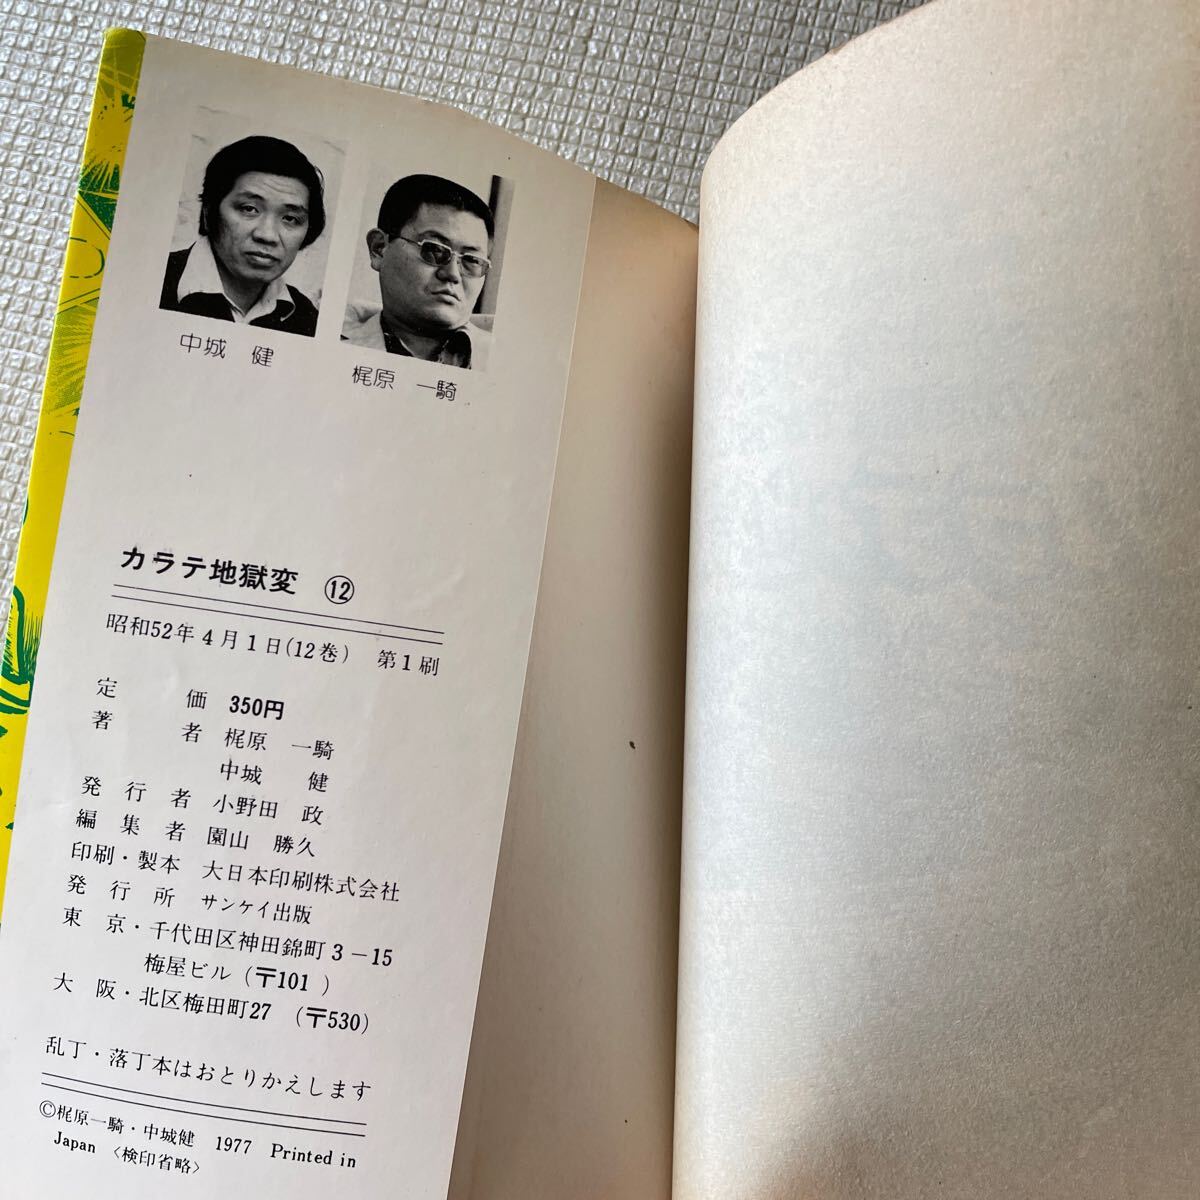 中城 健
梶原 一騎
カラテ地獄変 ⑫
昭和52年4月1日(12巻) 第1刷
定 価 350円
著 者 梶原 一騎
中城 健
発行者 小野田 政
編集者 園山 勝久
印刷・製本 大日本印刷株式会社
発行所 サンケイ出版
東 京・千代田区神田錦町3-15
梅屋ビル(〒101 )
大 阪・北区梅田町27 (〒530)
乱丁・落丁本はおとりかえします
©梶原一騎・中城健 1977 Printed in
Japan 〈検印省略〉